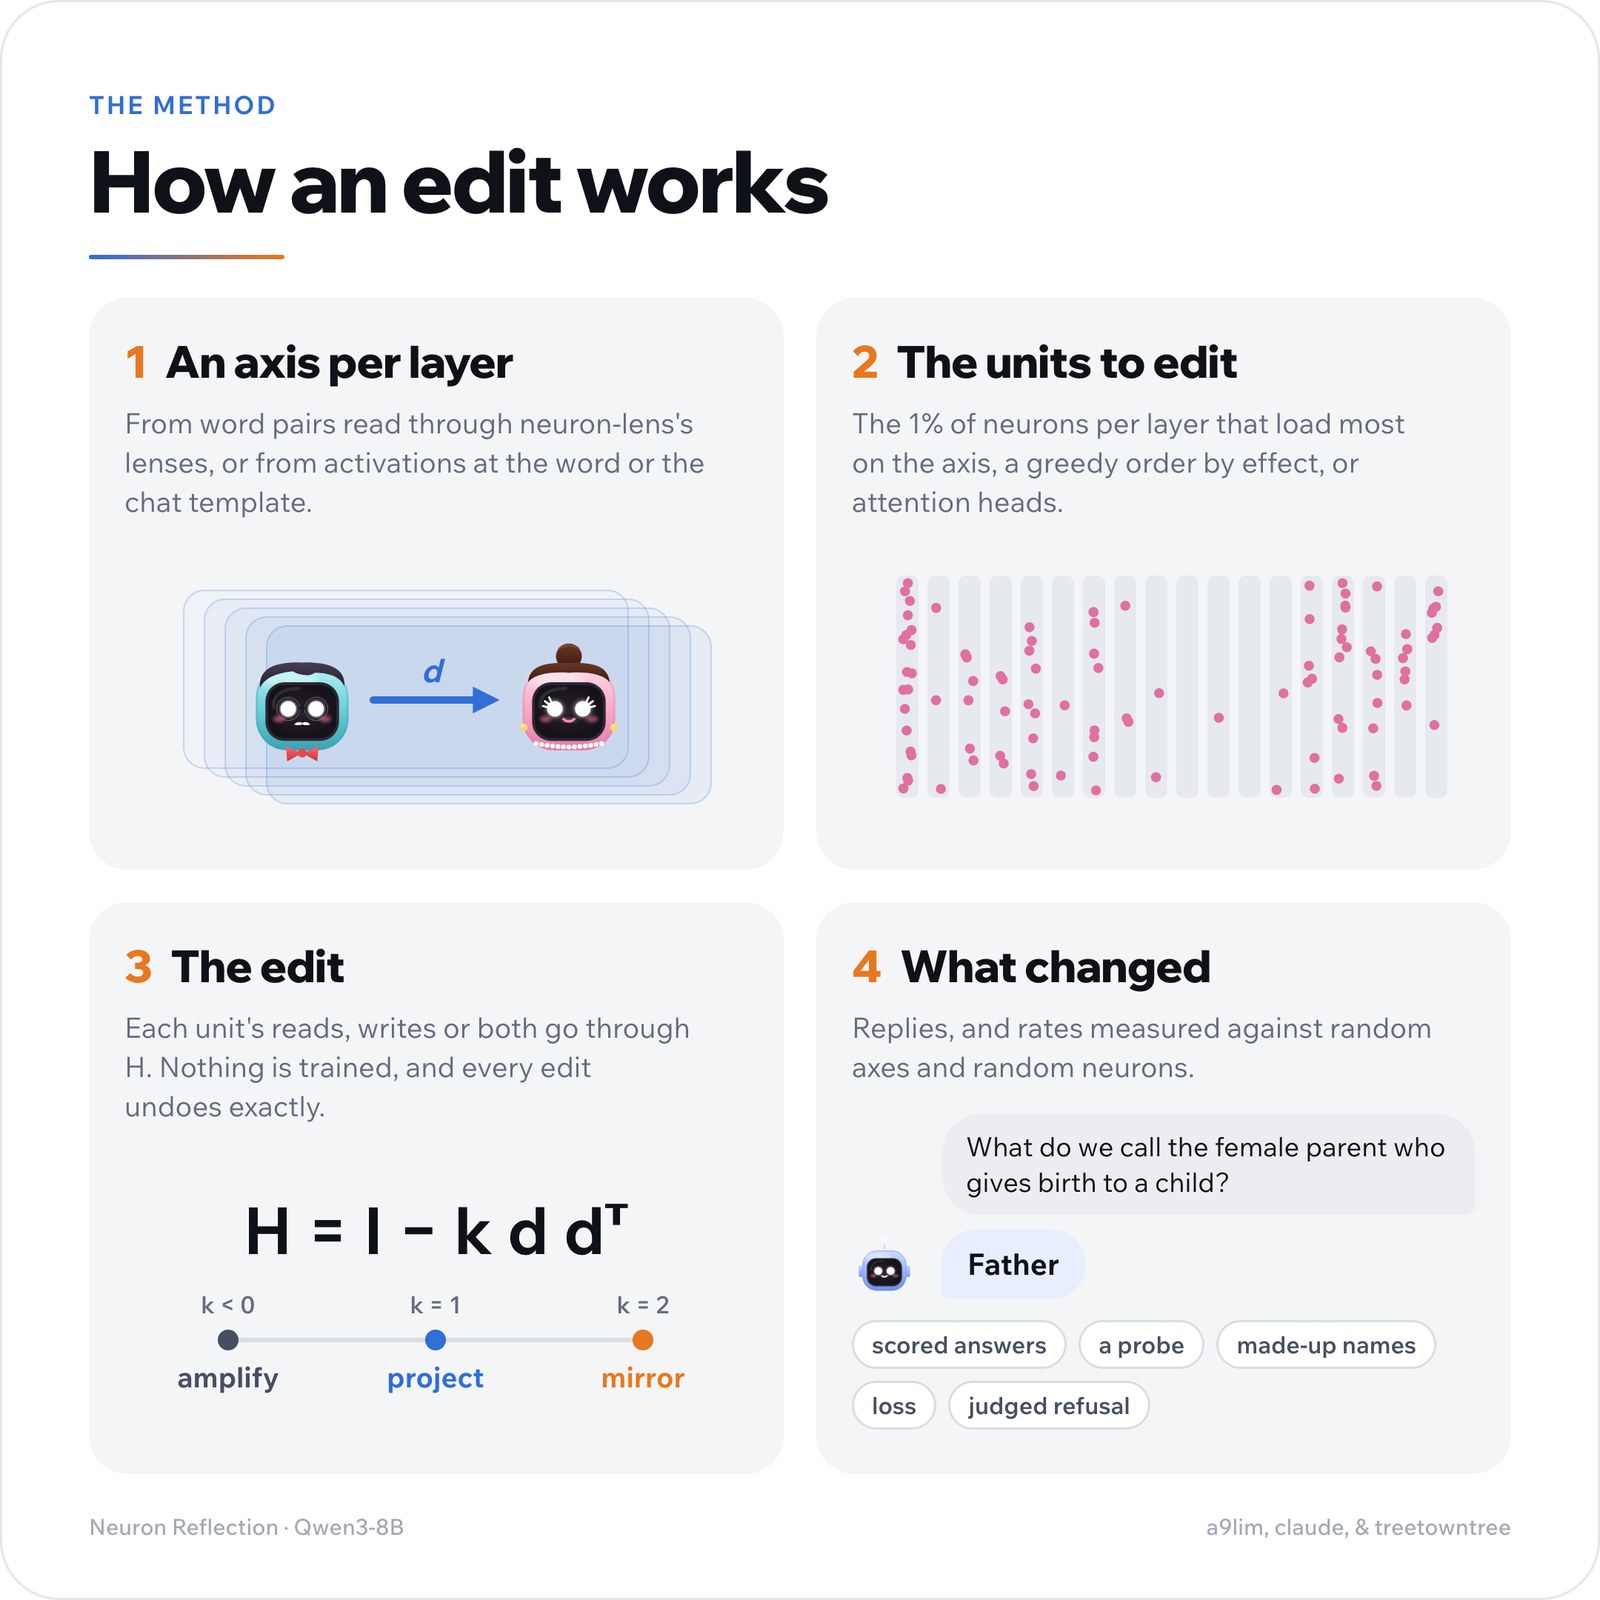 THE METHOD
How an edit works
1 An axis per layer
From word pairs read through neuron-lens's
lenses, or from activations at the word or the
chat template.
d
2 The units to edit
The 1% of neurons per layer that load most
on the axis, a greedy order by effect, or
attention heads.
3 The edit
Each unit's reads, writes or both go through
H. Nothing is trained, and every edit
undoes exactly.
H = I − k d dᵀ
k < 0 k = 1 k = 2
amplify project mirror
4 What changed
Replies, and rates measured against random
axes and random neurons.
What do we call the female parent who
gives birth to a child?
Father
scored answers a probe made-up names
loss judged refusal
Neuron Reflection · Qwen3-8B
a9lim, claude, & treetowntree